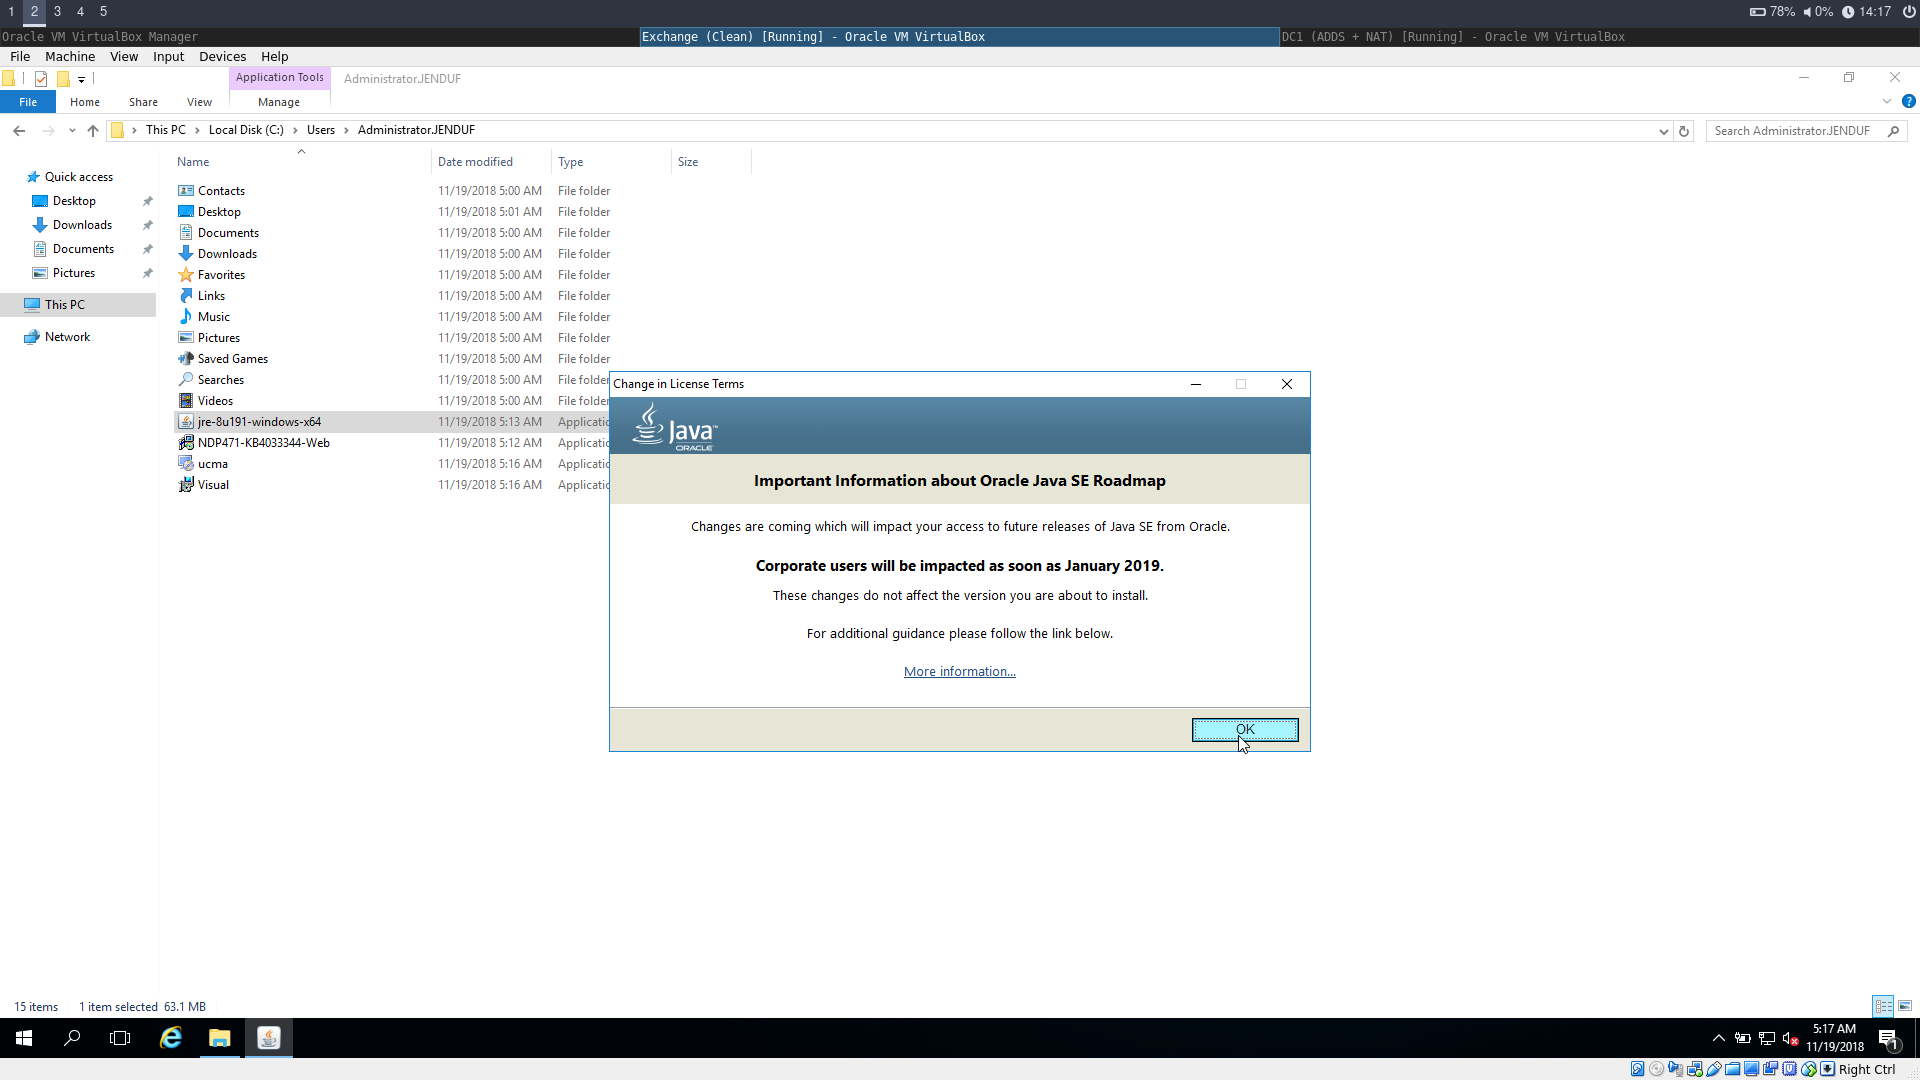 1 2 3 4 5
78% 0% 14:17
Oracle VM VirtualBox Manager
Exchange (Clean) [Running] - Oracle VM VirtualBox
DC1 (ADDS + NAT) [Running] - Oracle VM VirtualBox
File Machine View Input Devices Help
Application Tools
Administrator.JENDUF
File Home Share View Manage
This PC Local Disk (C:) Users Administrator.JENDUF
Search Administrator.JENDUF
Name Date modified Type Size
Quick access
Desktop
Downloads
Documents
Pictures
This PC
Network
Contacts 11/19/2018 5:00 AM File folder
Desktop 11/19/2018 5:01 AM File folder
Documents 11/19/2018 5:00 AM File folder
Downloads 11/19/2018 5:00 AM File folder
Favorites 11/19/2018 5:00 AM File folder
Links 11/19/2018 5:00 AM File folder
Music 11/19/2018 5:00 AM File folder
Pictures 11/19/2018 5:00 AM File folder
Saved Games 11/19/2018 5:00 AM File folder
Searches 11/19/2018 5:00 AM File folder
Videos 11/19/2018 5:00 AM File folder
jre-8u191-windows-x64 11/19/2018 5:13 AM Applicatic
NDP471-KB4033344-Web 11/19/2018 5:12 AM Applicatic
ucma 11/19/2018 5:16 AM Applicatic
Visual 11/19/2018 5:16 AM Applicatic
Change in License Terms
Java™
ORACLE
Important Information about Oracle Java SE Roadmap
Changes are coming which will impact your access to future releases of Java SE from Oracle.
Corporate users will be impacted as soon as January 2019.
These changes do not affect the version you are about to install.
For additional guidance please follow the link below.
More information...
OK
15 items 1 item selected 63.1 MB
5:17 AM
11/19/2018
1
Right Ctrl